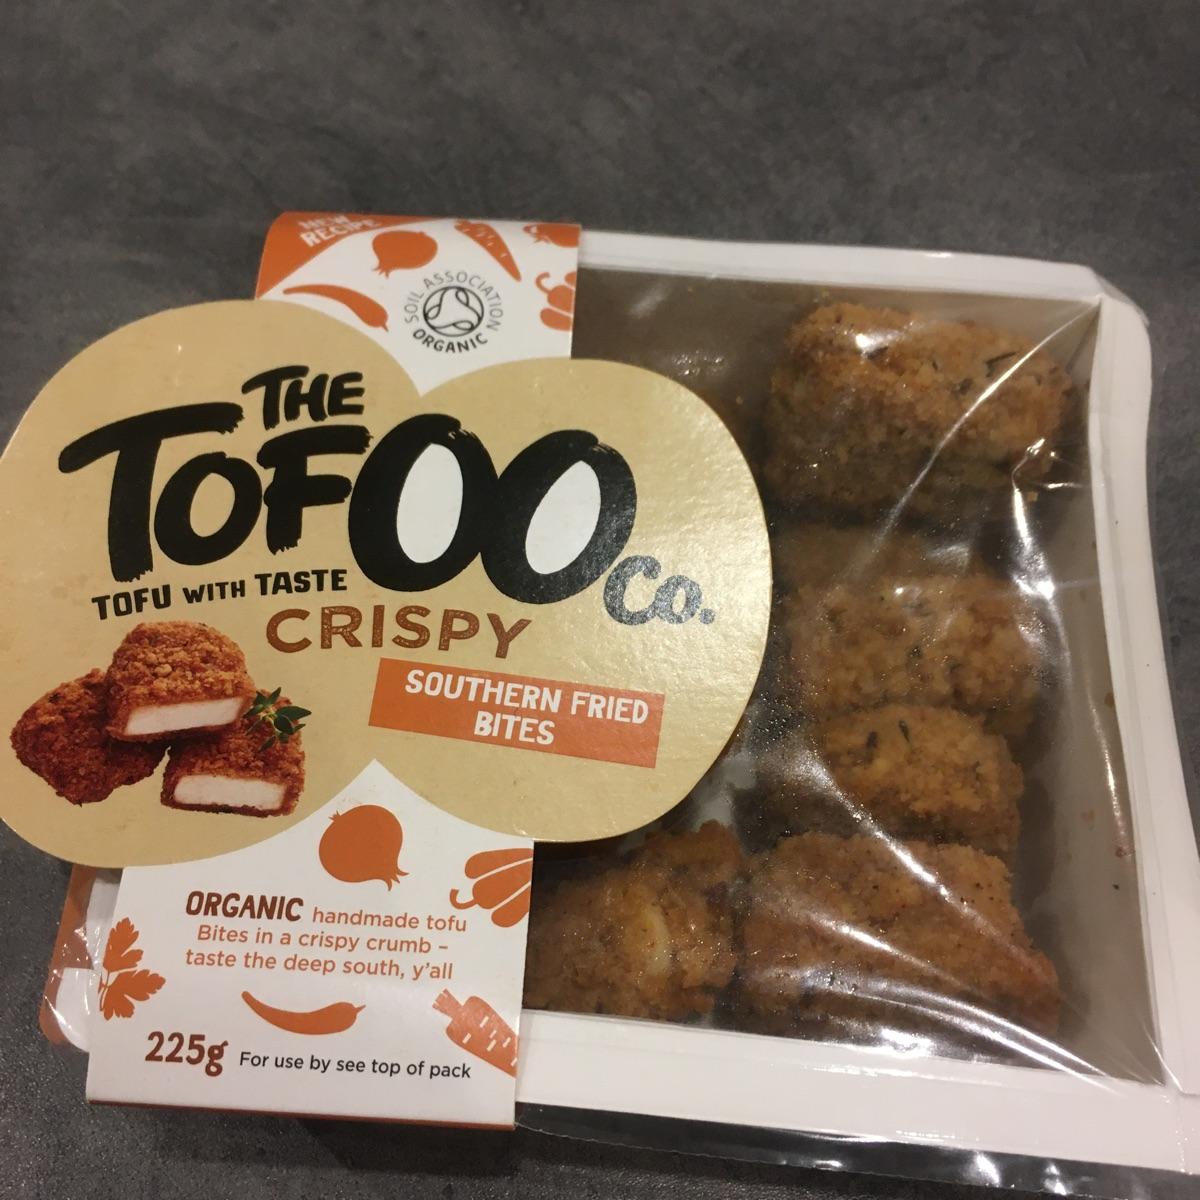 NEW
RECIPE
SOIL ASSOCIATION
ORGANIC
THE
TOFOO
Co.
TOFU WITH TASTE
CRISPY
SOUTHERN FRIED
BITES
ORGANIC handmade tofu
Bites in a crispy crumb –
taste the deep south, y'all
225g For use by see top of pack